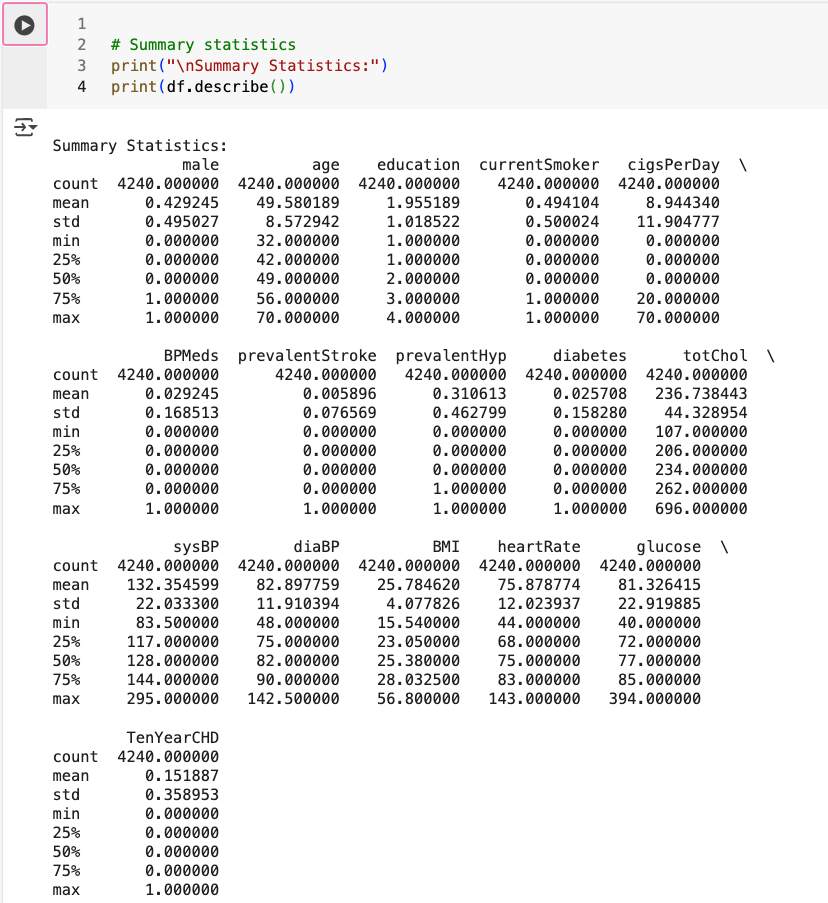 1
2 # Summary statistics
3 print("\nSummary Statistics:")
4 print(df.describe())
Summary Statistics:
male age education currentSmoker cigsPerDay \
count 4240.000000 4240.000000 4240.000000 4240.000000 4240.000000
mean 0.429245 49.580189 1.955189 0.494104 8.944340
std 0.495027 8.572942 1.018522 0.500024 11.904777
min 0.000000 32.000000 1.000000 0.000000 0.000000
25% 0.000000 42.000000 1.000000 0.000000 0.000000
50% 0.000000 49.000000 2.000000 0.000000 0.000000
75% 1.000000 56.000000 3.000000 1.000000 20.000000
max 1.000000 70.000000 4.000000 1.000000 70.000000
BPMeds prevalentStroke prevalentHyp diabetes totChol \
count 4240.000000 4240.000000 4240.000000 4240.000000 4240.000000
mean 0.029245 0.005896 0.310613 0.025708 236.738443
std 0.168513 0.076569 0.462799 0.158280 44.328954
min 0.000000 0.000000 0.000000 0.000000 107.000000
25% 0.000000 0.000000 0.000000 0.000000 206.000000
50% 0.000000 0.000000 0.000000 0.000000 234.000000
75% 0.000000 0.000000 1.000000 0.000000 262.000000
max 1.000000 1.000000 1.000000 1.000000 696.000000
sysBP diaBP BMI heartRate glucose \
count 4240.000000 4240.000000 4240.000000 4240.000000 4240.000000
mean 132.354599 82.897759 25.784620 75.878774 81.326415
std 22.033300 11.910394 4.077826 12.023937 22.919885
min 83.500000 48.000000 15.540000 44.000000 40.000000
25% 117.000000 75.000000 23.050000 68.000000 72.000000
50% 128.000000 82.000000 25.380000 75.000000 77.000000
75% 144.000000 90.000000 28.032500 83.000000 85.000000
max 295.000000 142.500000 56.800000 143.000000 394.000000
TenYearCHD
count 4240.000000
mean 0.151887
std 0.358953
min 0.000000
25% 0.000000
50% 0.000000
75% 0.000000
max 1.000000